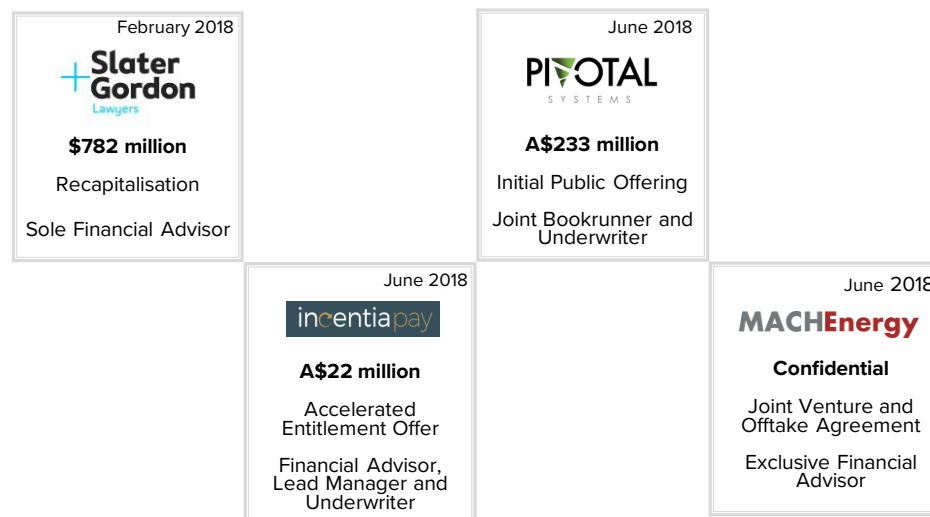 February 2018
Slater
Gordon
Lawyers
$782 million
Recapitalisation
Sole Financial Advisor
June 2018
PIVOTAL
SYSTEMS
A$233 million
Initial Public Offering
Joint Bookrunner and
Underwriter
June 2018
incentiapay
A$22 million
Accelerated
Entitlement Offer
Financial Advisor,
Lead Manager and
Underwriter
June 2018
MACHEnergy
Confidential
Joint Venture and
Offtake Agreement
Exclusive Financial
Advisor